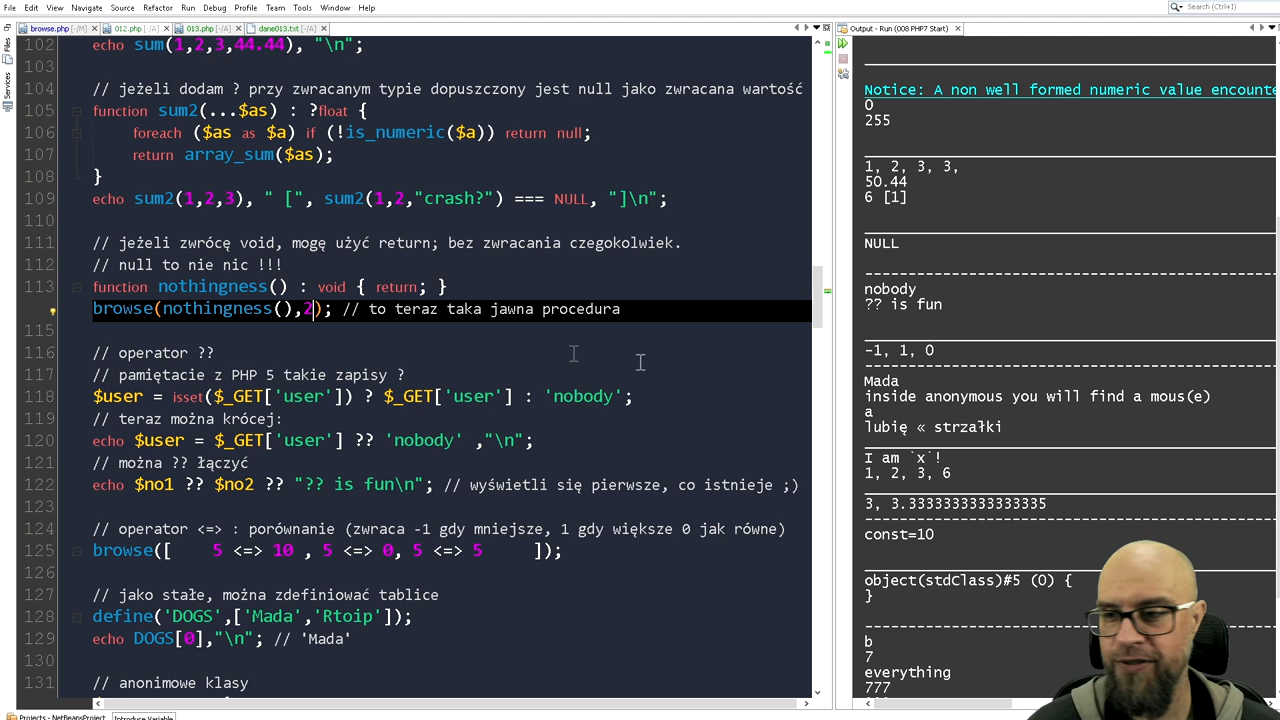 File Edit View Navigate Source Refactor Run Debug Profile Team Tools Window Help
Search (Ctrl+I)
browse.php [-/M] 012.php [-/A] 013.php [-/A] dane013.txt [-/A]
Output - Run (008 PHP7 Start)
Files
Services
102 echo sum(1,2,3,44.44), "\n";
103
104 // jeżeli dodam ? przy zwracanym typie dopuszczony jest null jako zwracana wartość
105 function sum2(...$as) : ?float {
106 foreach ($as as $a) if (!is_numeric($a)) return null;
107 return array_sum($as);
108 }
109 echo sum2(1,2,3), " [", sum2(1,2,"crash?") === NULL, "]\n";
110
111 // jeżeli zwrócę void, mogę użyć return; bez zwracania czegokolwiek.
112 // null to nie nic !!!
113 function nothingness() : void { return; }
browse(nothingness(),2); // to teraz taka jawna procedura
115
116 // operator ??
117 // pamiętacie z PHP 5 takie zapisy ?
118 $user = isset($_GET['user']) ? $_GET['user'] : 'nobody';
119 // teraz można krócej:
120 echo $user = $_GET['user'] ?? 'nobody' ,"\n";
121 // można ?? łączyć
122 echo $no1 ?? $no2 ?? "?? is fun\n"; // wyświetli się pierwsze, co istnieje ;)
123
124 // operator <=> : porównanie (zwraca -1 gdy mniejsze, 1 gdy większe 0 jak równe)
125 browse([ 5 <=> 10 , 5 <=> 0, 5 <=> 5 ]);
126
127 // jako stałe, można zdefiniować tablice
128 define('DOGS',['Mada','Rtoip']);
129 echo DOGS[0],"\n"; // 'Mada'
130
131 // anonimowe klasy
Notice: A non well formed numeric value encounte
0
255
1, 2, 3, 3,
50.44
6 [1]
NULL
nobody
?? is fun
-1, 1, 0
Mada
inside anonymous you will find a mous(e)
a
lubię « strzałki
I am `x`!
1, 2, 3, 6
3, 3.3333333333333335
const=10
object(stdClass)#5 (0) {
}
b
7
everything
777
Projects - NetBeansProject Introduce Variable